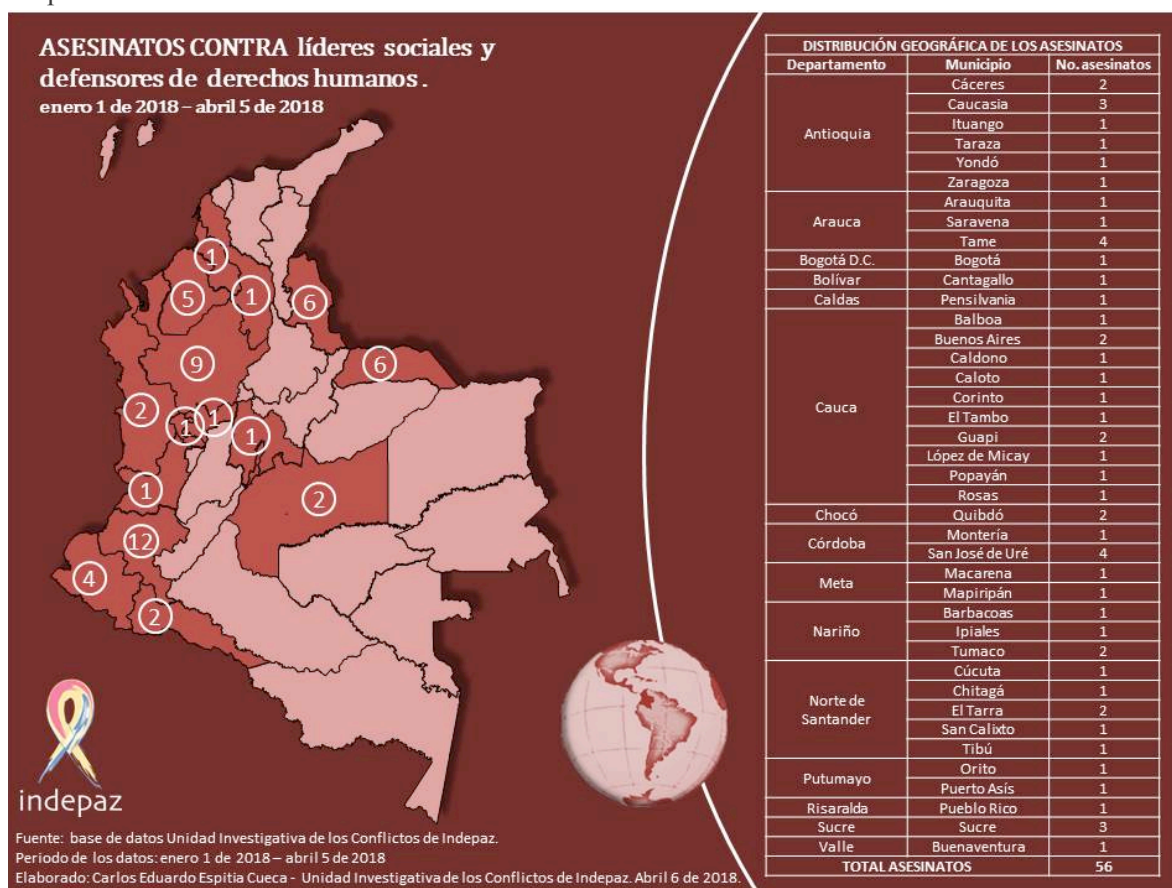 ASESINATOS CONTRA líderes sociales y
defensores de derechos humanos .
enero 1 de 2018 – abril 5 de 2018
1
5
1
6
9
6
2
1
1
1
1
2
12
4
2
indepaz
Fuente: base de datos Unidad Investigativa de los Conflictos de Indepaz.
Periodo de los datos: enero 1 de 2018 – abril 5 de 2018
Elaborado: Carlos Eduardo Espitia Cueca - Unidad Investigativa de los Conflictos de Indepaz. Abril 6 de 2018.
DISTRIBUCIÓN GEOGRÁFICA DE LOS ASESINATOS
Departamento Municipio No. asesinatos
Antioquia
Cáceres 2
Caucasia 3
Ituango 1
Taraza 1
Yondó 1
Zaragoza 1
Arauca
Arauquita 1
Saravena 1
Tame 4
Bogotá D.C. Bogotá 1
Bolívar Cantagallo 1
Caldas Pensilvania 1
Cauca
Balboa 1
Buenos Aires 2
Caldono 1
Caloto 1
Corinto 1
El Tambo 1
Guapi 2
López de Micay 1
Popayán 1
Rosas 1
Chocó Quibdó 2
Córdoba
Montería 1
San José de Uré 4
Meta
Macarena 1
Mapiripán 1
Nariño
Barbacoas 1
Ipiales 1
Tumaco 2
Norte de
Santander
Cúcuta 1
Chitagá 1
El Tarra 2
San Calixto 1
Tibú 1
Putumayo
Orito 1
Puerto Asís 1
Risaralda Pueblo Rico 1
Sucre Sucre 3
Valle Buenaventura 1
TOTAL ASESINATOS 56